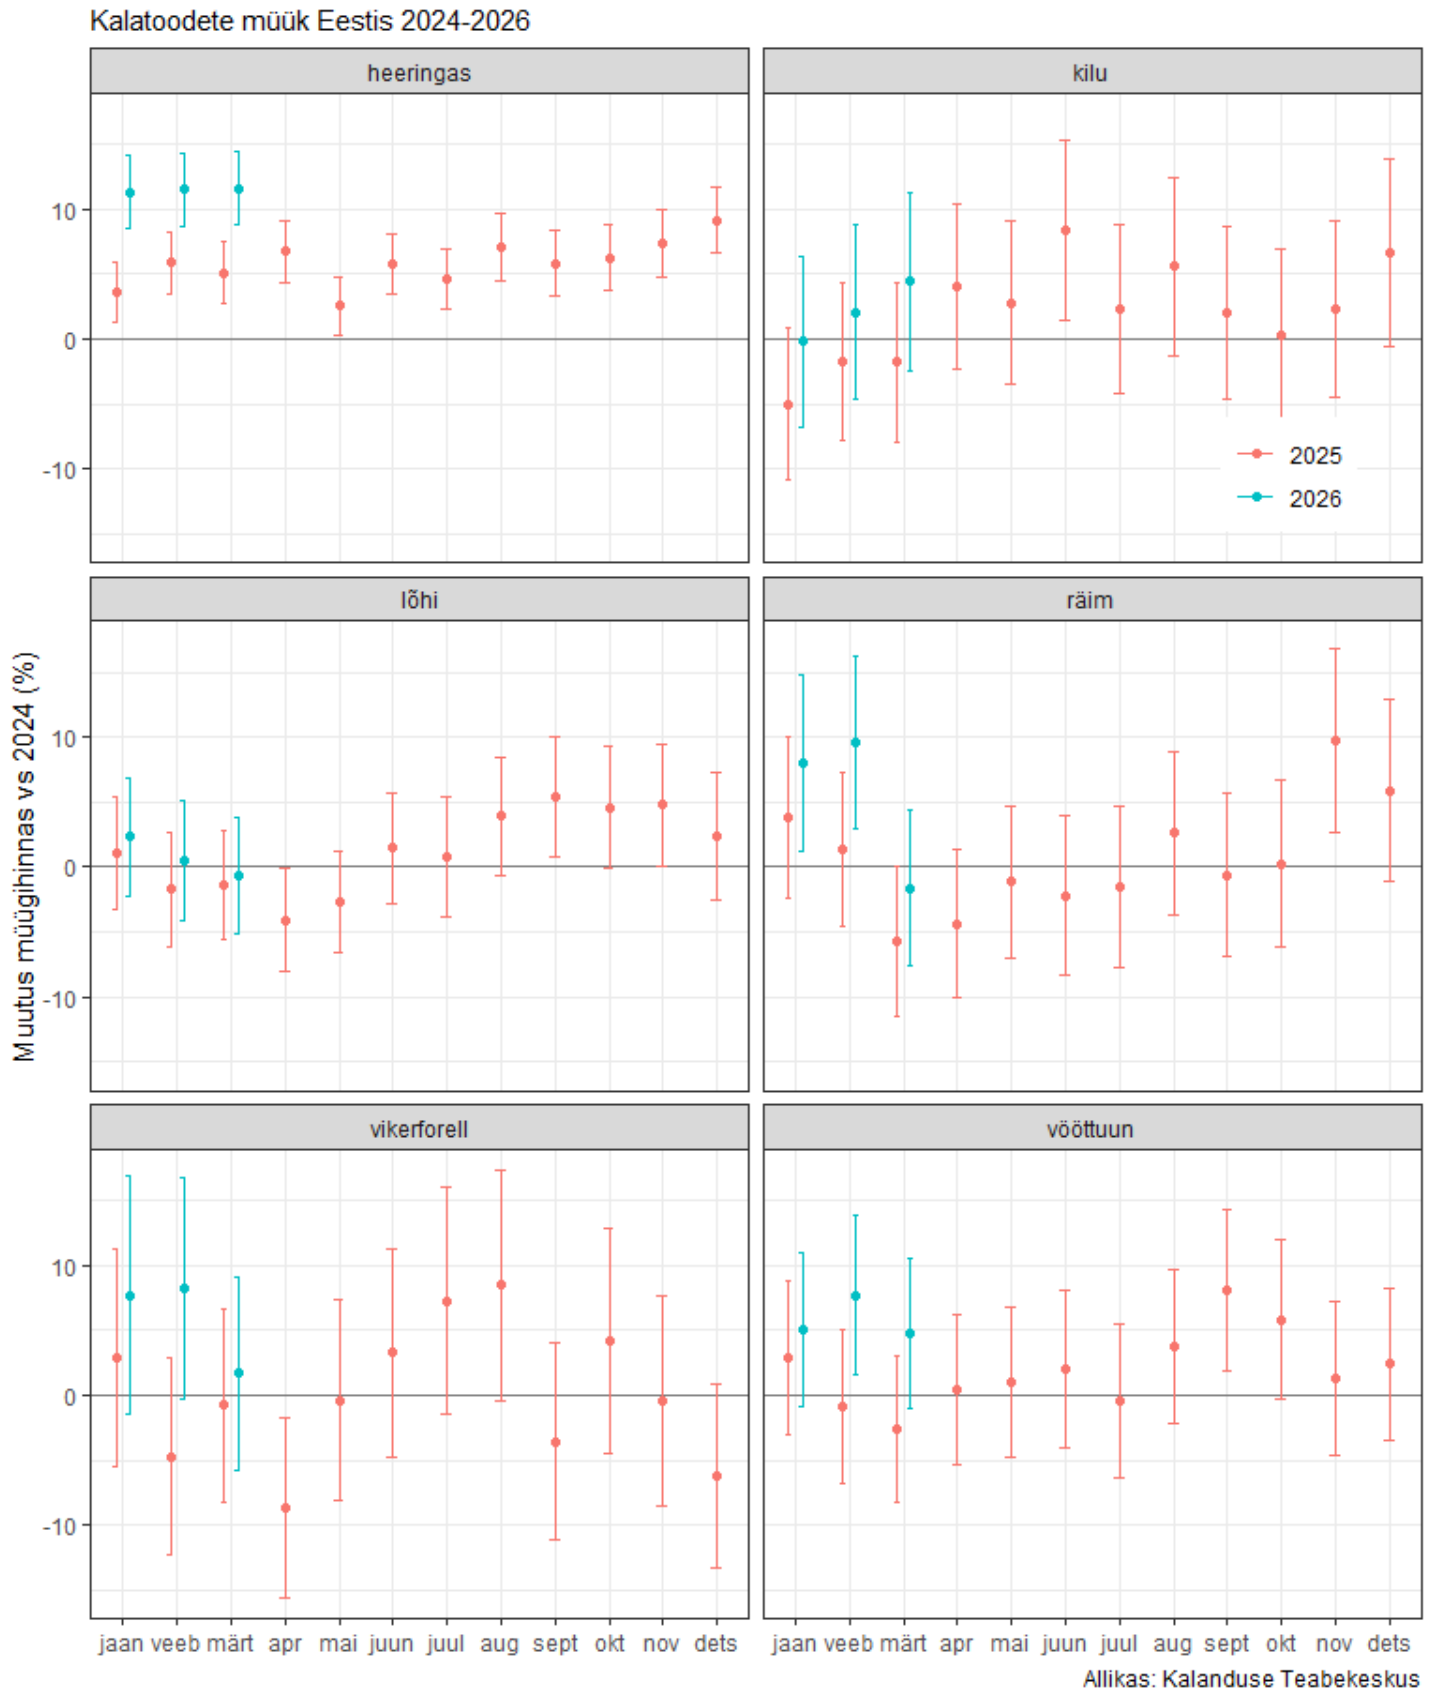 Kalatoodete müük Eestis 2024-2026
heeringas
kilu
10
0
-10
2025
2026
lõhi
räim
Muutus müügihinnas vs 2024 (%)
10
0
-10
vikerforell
vööttuun
10
0
-10
jaan veeb märt apr mai juun juul aug sept okt nov dets
jaan veeb märt apr mai juun juul aug sept okt nov dets
Allikas: Kalanduse Teabekeskus